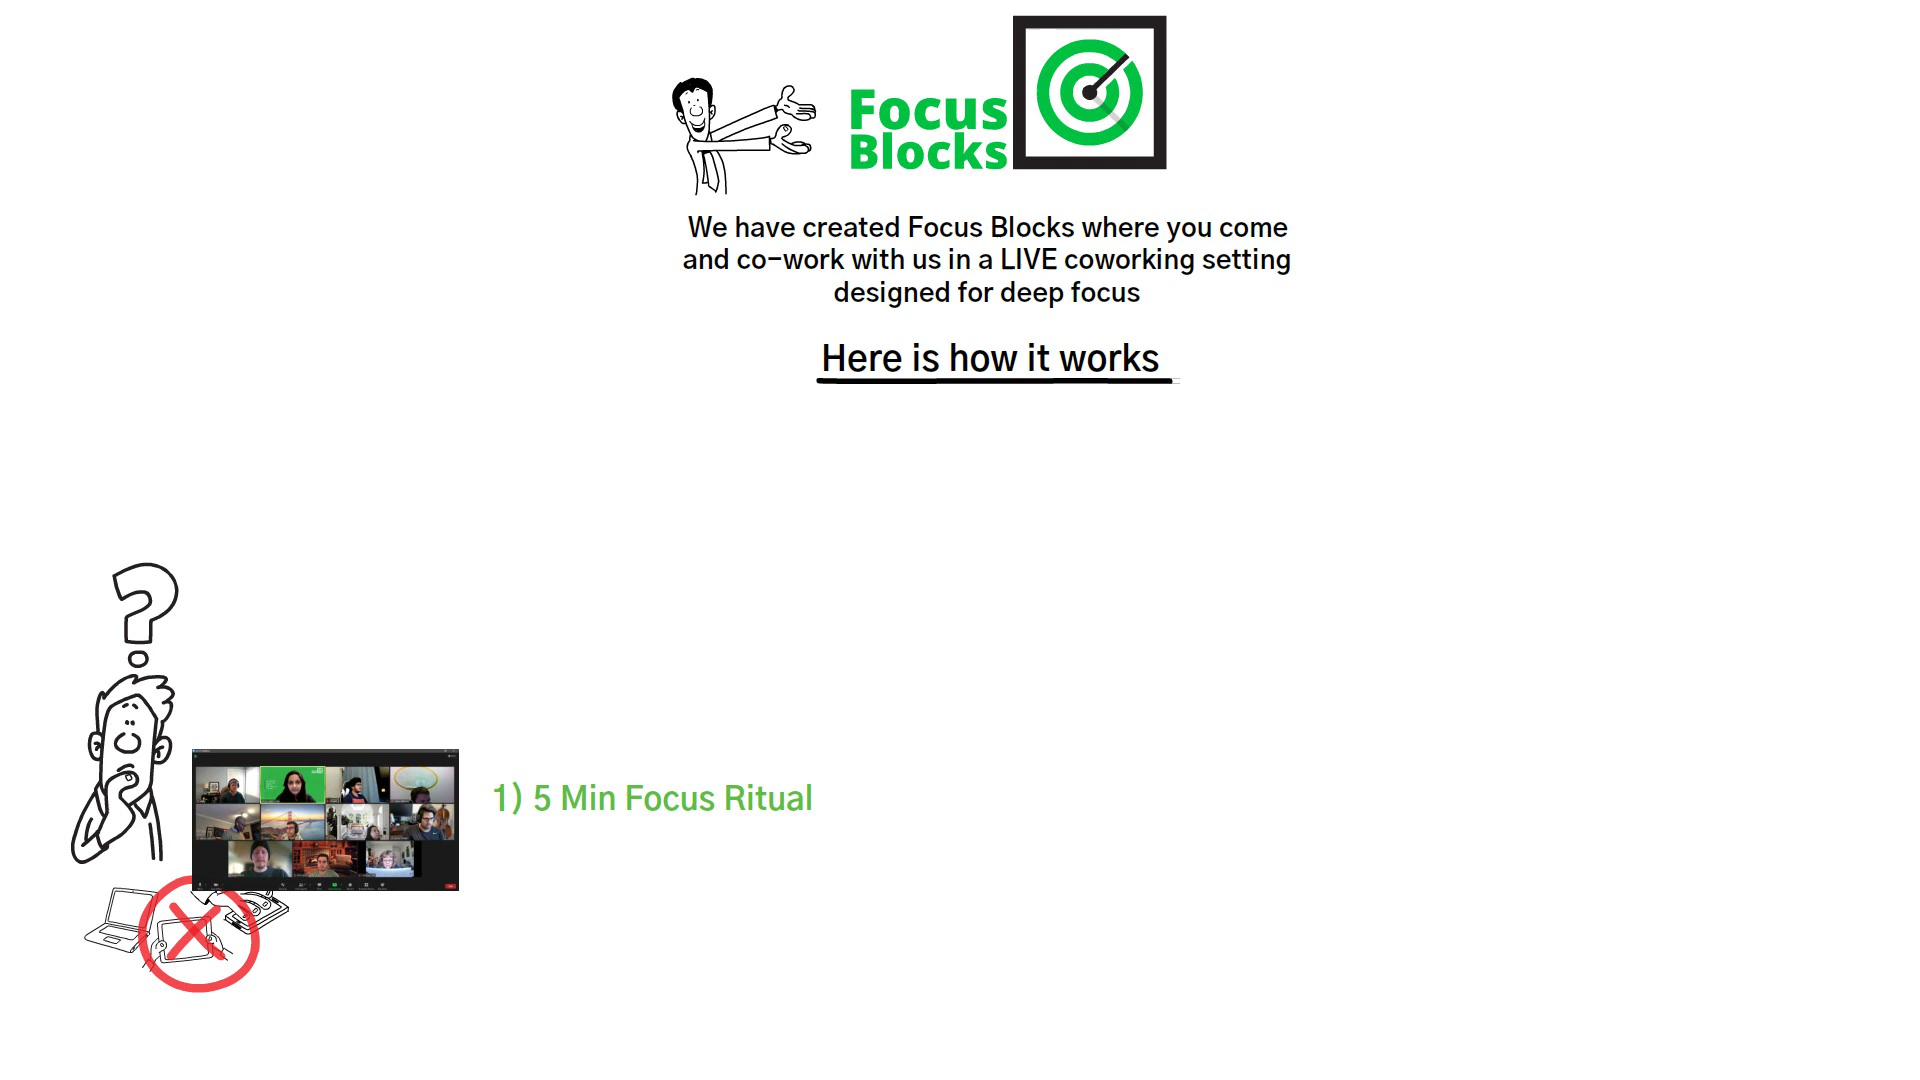 Focus
Blocks
We have created Focus Blocks where you come
and co-work with us in a LIVE coworking setting
designed for deep focus
Here is how it works
1) 5 Min Focus Ritual